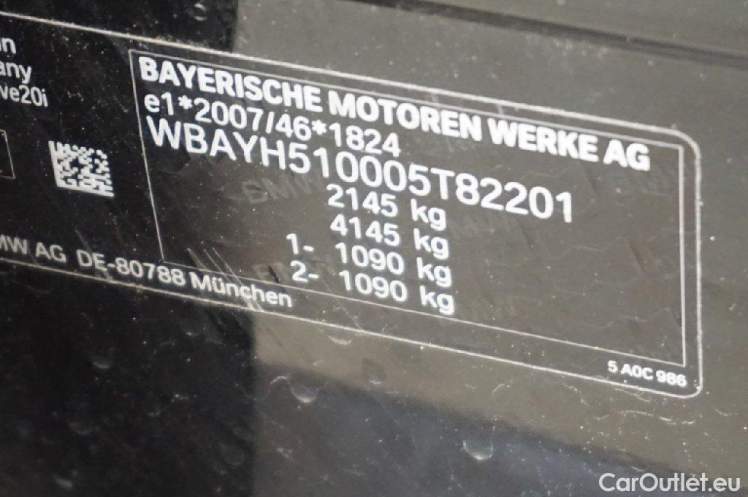 any
ve20i
BAYERISCHE MOTOREN WERKE AG
e1*2007/46*1824
WBAYH510005T82201
2145 kg
4145 kg
1- 1090 kg
2- 1090 kg
MW AG DE-80788 München
5 A0C 986
CarOutlet.eu